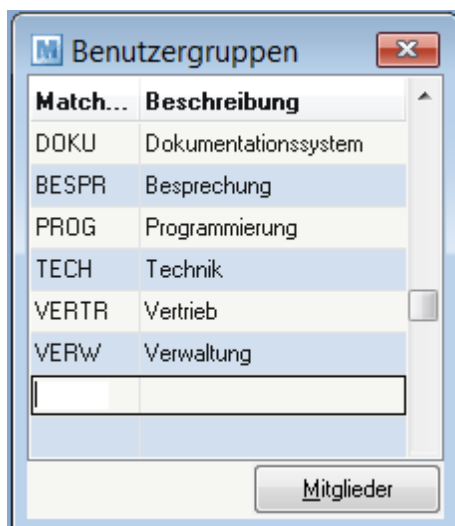 M Benutzergruppen
Match... Beschreibung
DOKU Dokumentationssystem
BESPR Besprechung
PROG Programmierung
TECH Technik
VERTR Vertrieb
VERW Verwaltung
Mitglieder